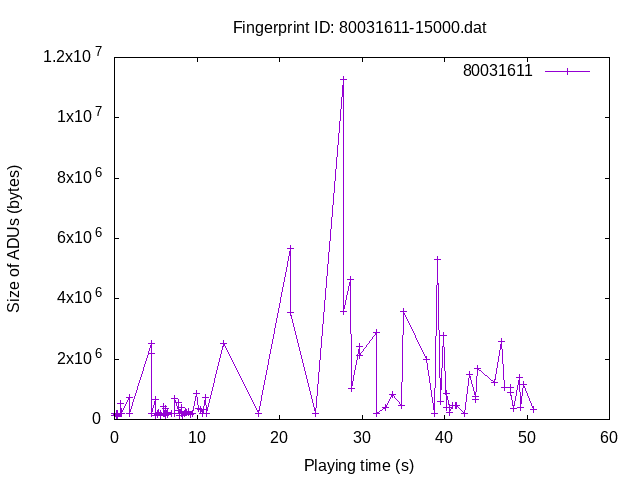 Fingerprint ID: 80031611-15000.dat
1.2x10^7
1x10^7
8x10^6
6x10^6
4x10^6
2x10^6
0
80031611
0 10 20 30 40 50 60
Size of ADUs (bytes)
Playing time (s)